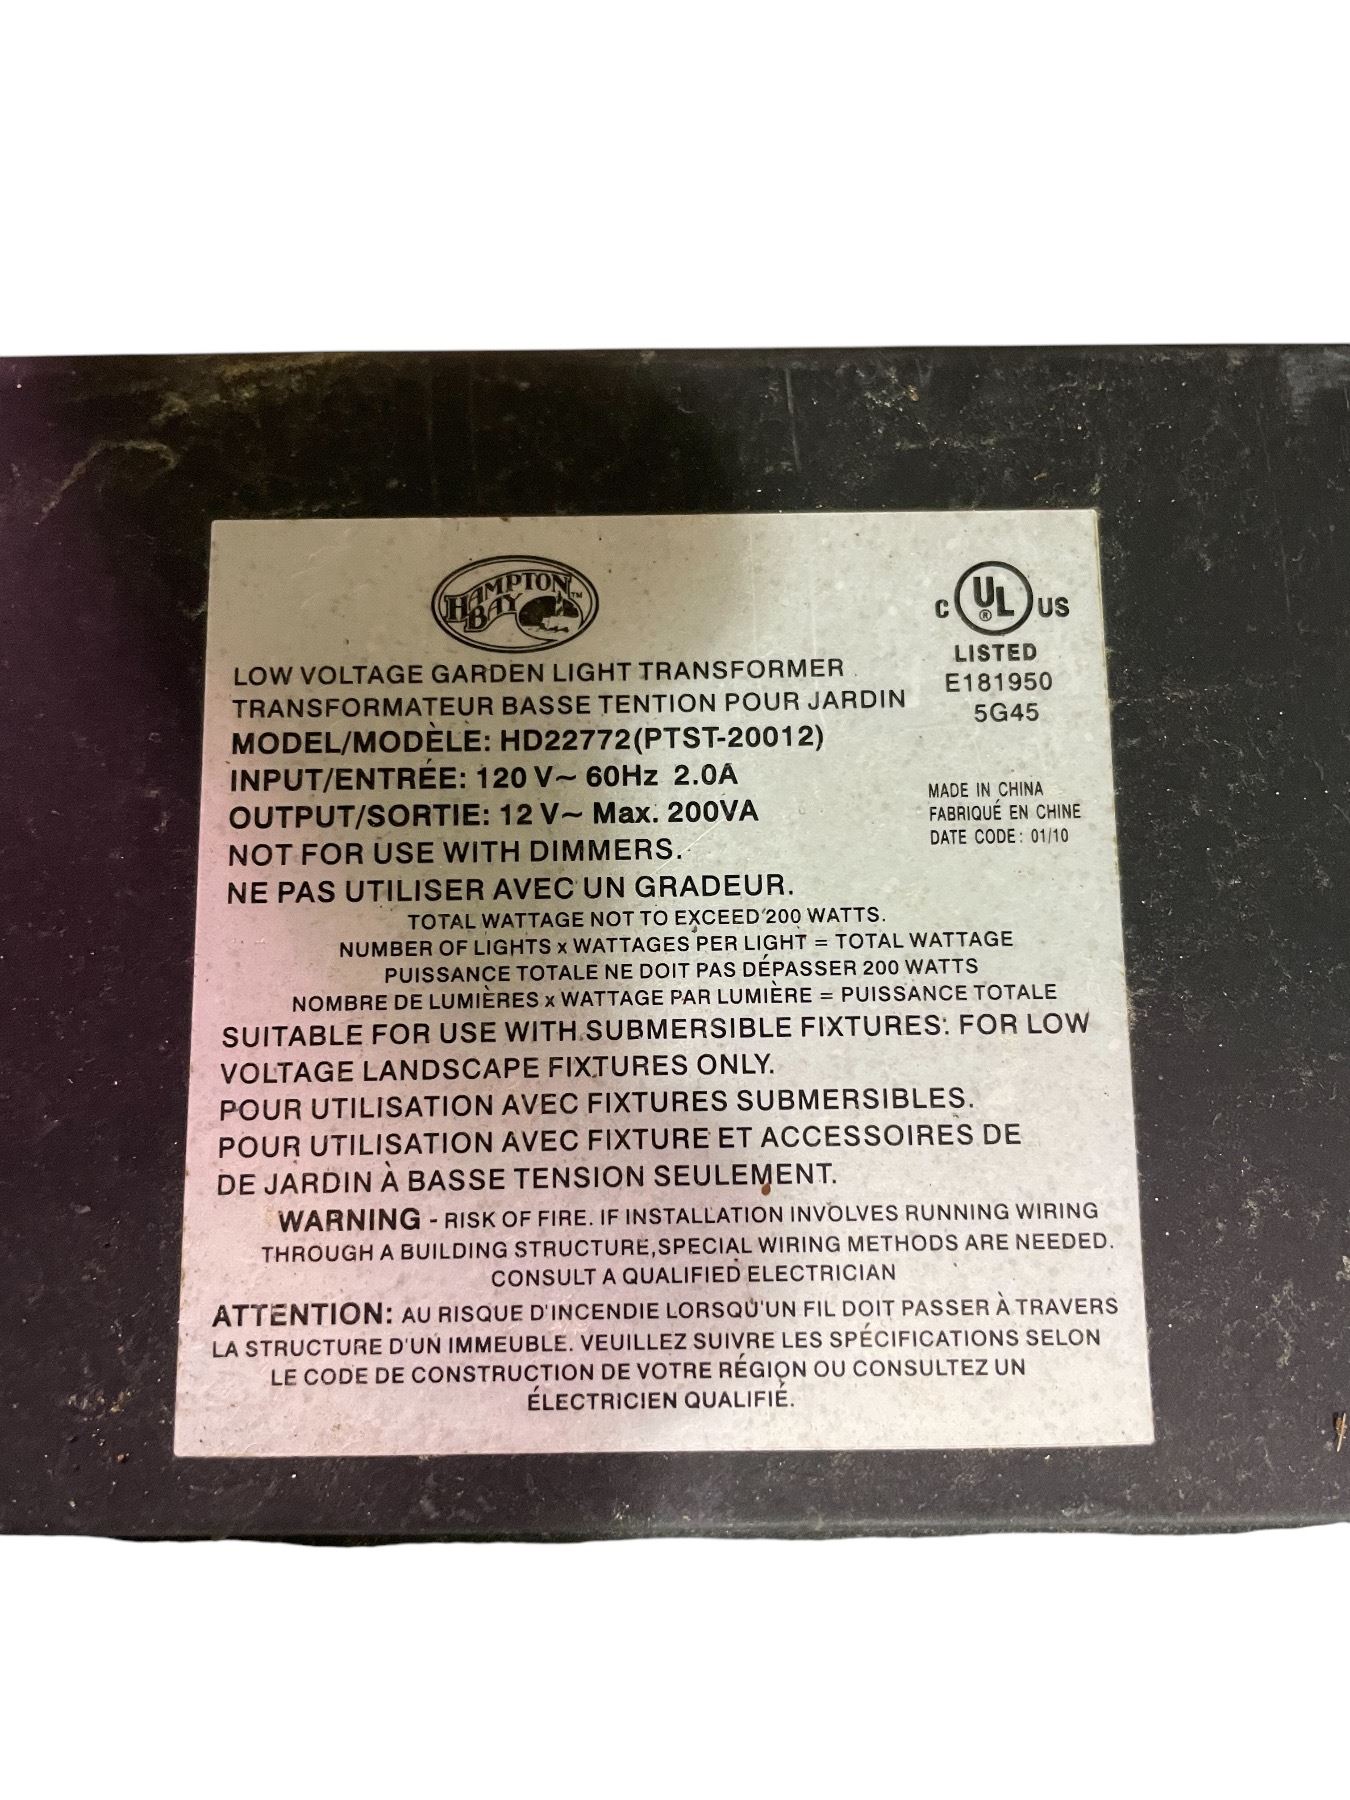 HAMPTON BAY TM
C UL ® US
LISTED
E181950
5G45
LOW VOLTAGE GARDEN LIGHT TRANSFORMER
TRANSFORMATEUR BASSE TENTION POUR JARDIN
MODEL/MODÈLE: HD22772(PTST-20012)
INPUT/ENTRÉE: 120 V~ 60Hz 2.0A
OUTPUT/SORTIE: 12 V~ Max. 200VA
MADE IN CHINA
FABRIQUÉ EN CHINE
DATE CODE: 01/10
NOT FOR USE WITH DIMMERS.
NE PAS UTILISER AVEC UN GRADEUR.
TOTAL WATTAGE NOT TO EXCEED 200 WATTS.
NUMBER OF LIGHTS x WATTAGES PER LIGHT = TOTAL WATTAGE
PUISSANCE TOTALE NE DOIT PAS DÉPASSER 200 WATTS
NOMBRE DE LUMIÈRES x WATTAGE PAR LUMIÈRE = PUISSANCE TOTALE
SUITABLE FOR USE WITH SUBMERSIBLE FIXTURES: FOR LOW
VOLTAGE LANDSCAPE FIXTURES ONLY.
POUR UTILISATION AVEC FIXTURES SUBMERSIBLES.
POUR UTILISATION AVEC FIXTURE ET ACCESSOIRES DE
DE JARDIN À BASSE TENSION SEULEMENT.
WARNING - RISK OF FIRE. IF INSTALLATION INVOLVES RUNNING WIRING
THROUGH A BUILDING STRUCTURE,SPECIAL WIRING METHODS ARE NEEDED.
CONSULT A QUALIFIED ELECTRICIAN
ATTENTION: AU RISQUE D'INCENDIE LORSQU'UN FIL DOIT PASSER À TRAVERS
LA STRUCTURE D'UN IMMEUBLE. VEUILLEZ SUIVRE LES SPÉCIFICATIONS SELON
LE CODE DE CONSTRUCTION DE VOTRE RÉGION OU CONSULTEZ UN
ÉLECTRICIEN QUALIFIÉ.